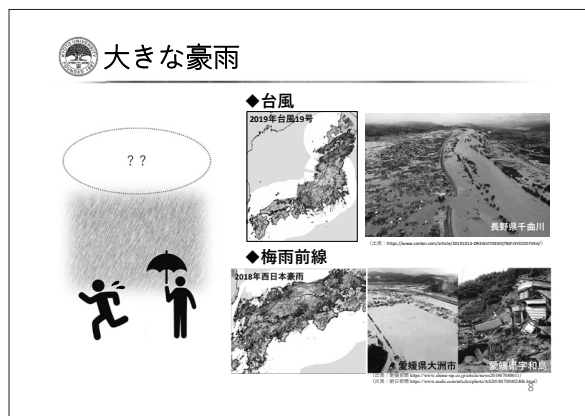 大きな豪雨
◆台風
2019年台風19号
? ?
長野県千曲川
◆梅雨前線
2018年西日本豪雨
愛媛県大洲市
愛媛県宇和島
8